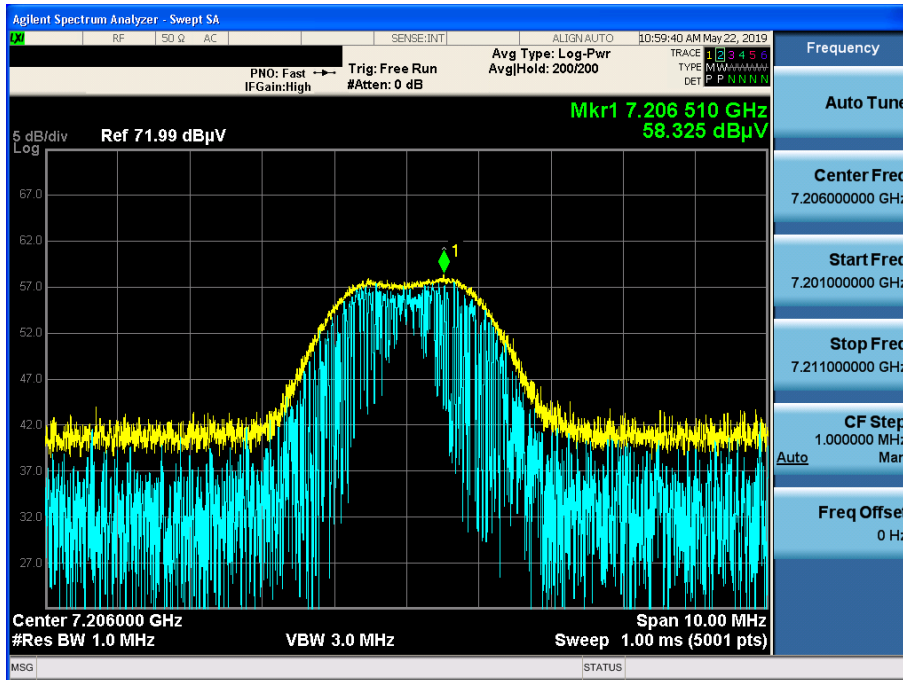 Agilent Spectrum Analyzer - Swept SA
LXI RF 50 Ω AC SENSE:INT ALIGN AUTO 10:59:40 AM May 22, 2019
Frequency
PNO: Fast Trig: Free Run Avg Type: Log-Pwr TRACE 1 2 3 4 5 6
IFGain:High #Atten: 0 dB Avg|Hold: 200/200 TYPE M W W W W W
DET P P N N N N
Auto Tune
Mkr1 7.206 510 GHz
58.325 dBµV
5 dB/div Ref 71.99 dBµV
Log
67.0
62.0
57.0
52.0
47.0
42.0
37.0
32.0
27.0
1
Center Freq
7.206000000 GHz
Start Freq
7.201000000 GHz
Stop Freq
7.211000000 GHz
CF Step
1.000000 MHz
Auto Man
Freq Offset
0 Hz
Center 7.206000 GHz Span 10.00 MHz
#Res BW 1.0 MHz VBW 3.0 MHz Sweep 1.00 ms (5001 pts)
MSG STATUS